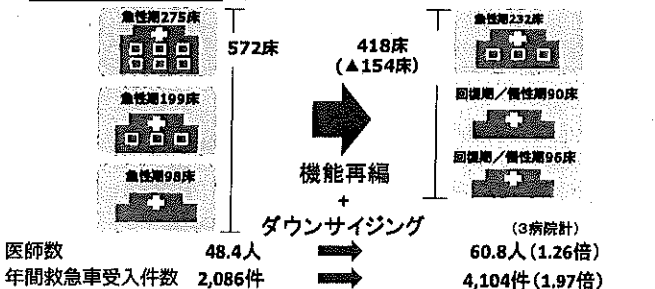 急性期275床
急性期199床
急性期98床
572床
418床
(▲154床)
機能再編
+
ダウンサイジング
急性期232床
回復期/慢性期90床
回復期/慢性期96床
(3病院計)
医師数 48.4人 60.8人(1.26倍)
年間救急車受入件数 2,086件 4,104件(1.97倍)